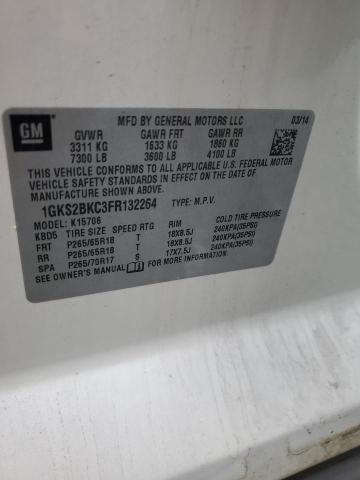 GM
MFD BY GENERAL MOTORS LLC 03/14
GVWR GAWR FRT GAWR RR
3311 KG 1633 KG 1860 KG
7300 LB 3600 LB 4100 LB
THIS VEHICLE CONFORMS TO ALL APPLICABLE U.S. FEDERAL MOTOR
VEHICLE SAFETY STANDARDS IN EFFECT ON THE DATE OF
MANUFACTURE SHOWN ABOVE.
1GKS2BKC3FR132264 TYPE: M.P.V.
MODEL: K15706
KBD5 TIRE SIZE SPEED RTG RIM COLD TIRE PRESSURE
FRT P265/65R18 T 18X8.5J 240KPA(35PSI)
RR P265/65R18 T 18X8.5J 240KPA(35PSI)
SPA P265/70R17 S 17X7.5J 240KPA(35PSI)
SEE OWNER'S MANUAL FOR MORE INFORMATION.